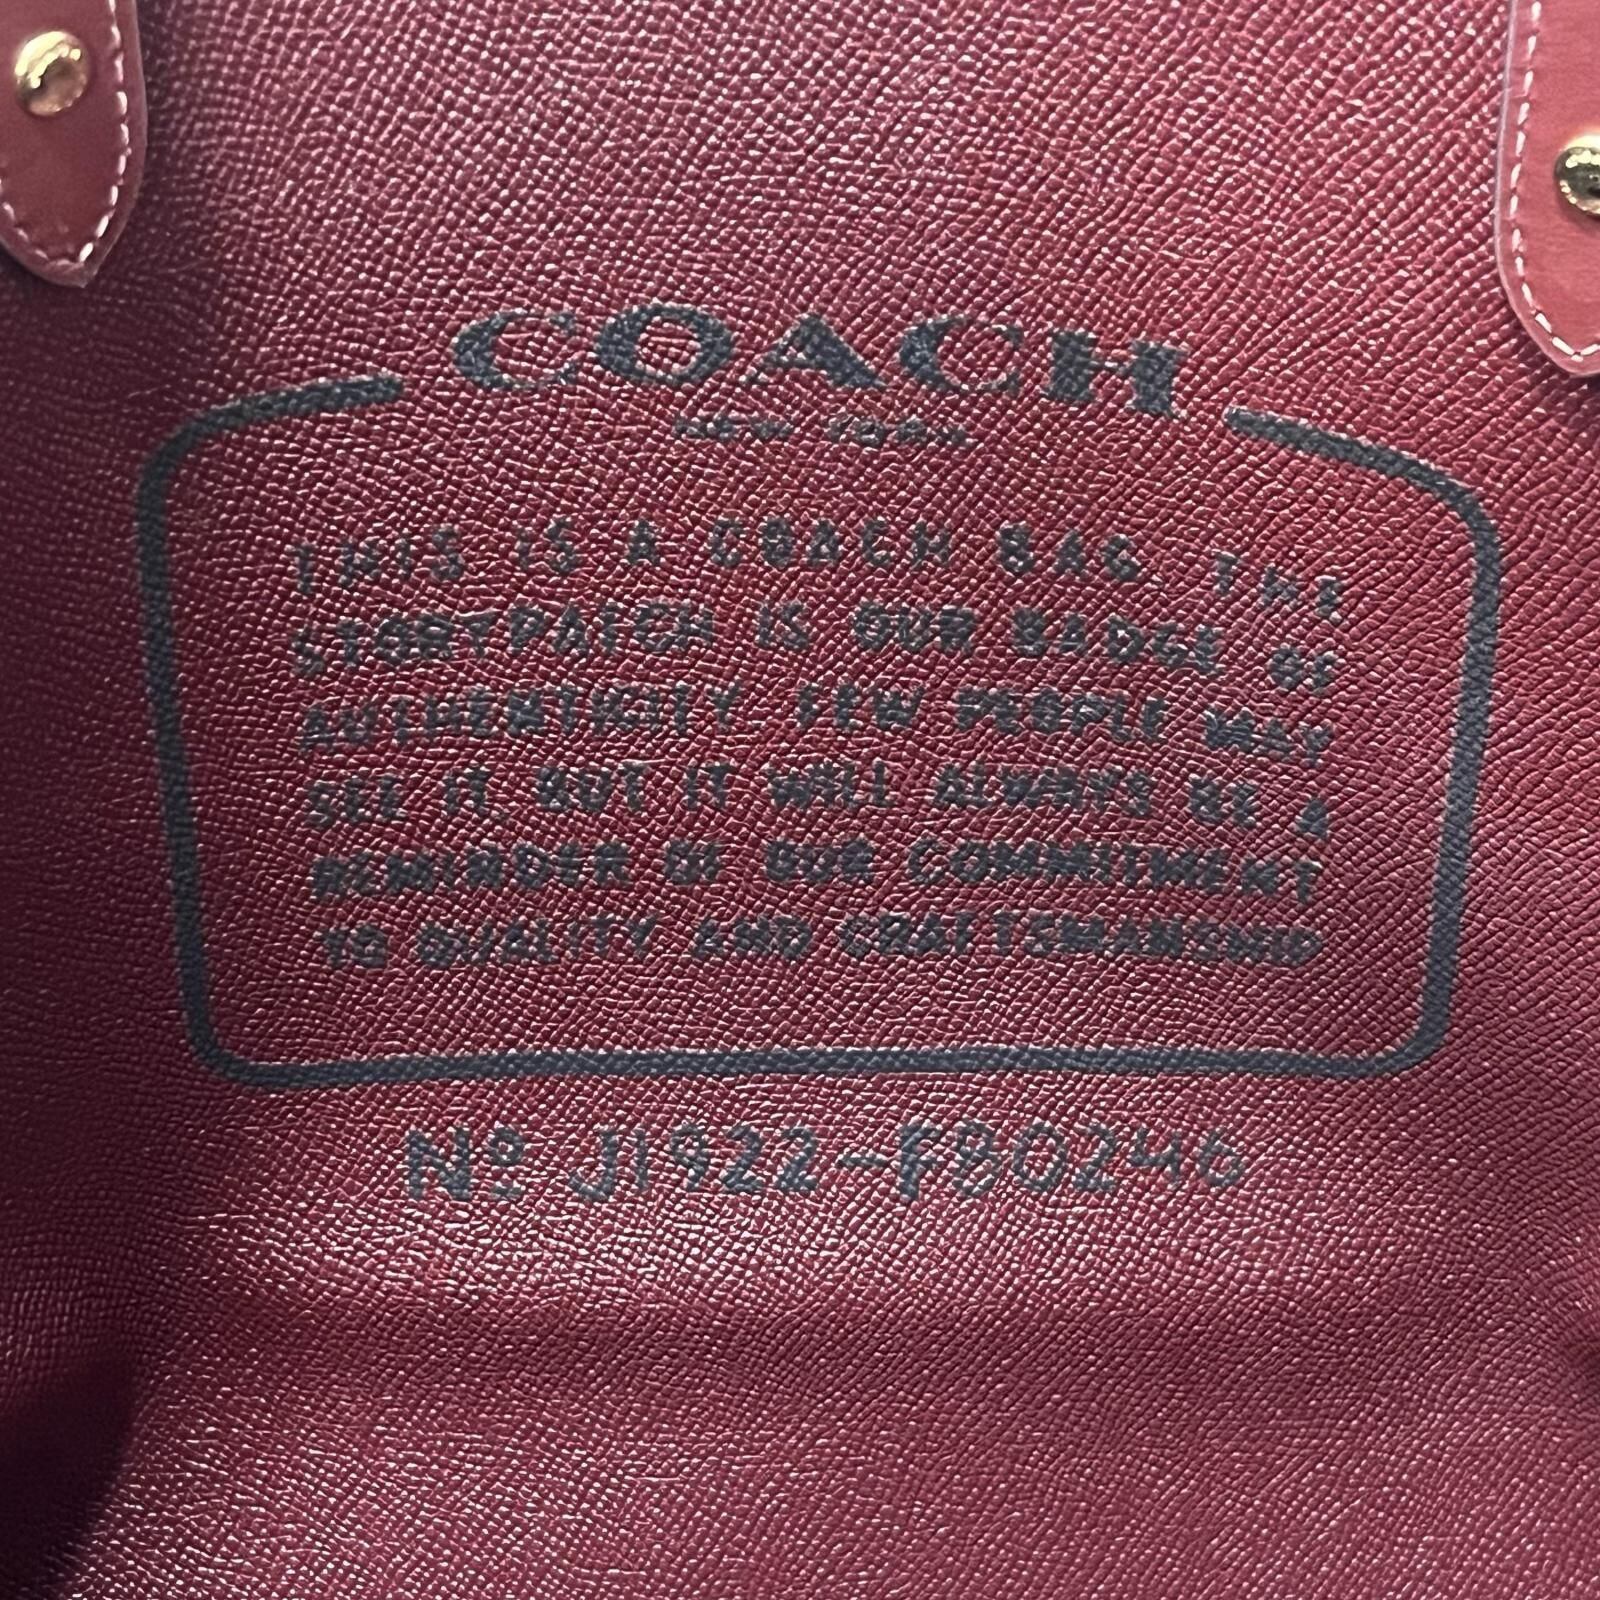 COACH
NEW YORK
THIS IS A COACH BAG. THE
STORYPATCH IS OUR BADGE OF
AUTHENTICITY. FEW PEOPLE MAY
SEE IT, BUT IT WILL ALWAYS BE A
REMINDER OF OUR COMMITMENT
TO QUALITY AND CRAFTSMANSHIP
Nº J1922-F80246